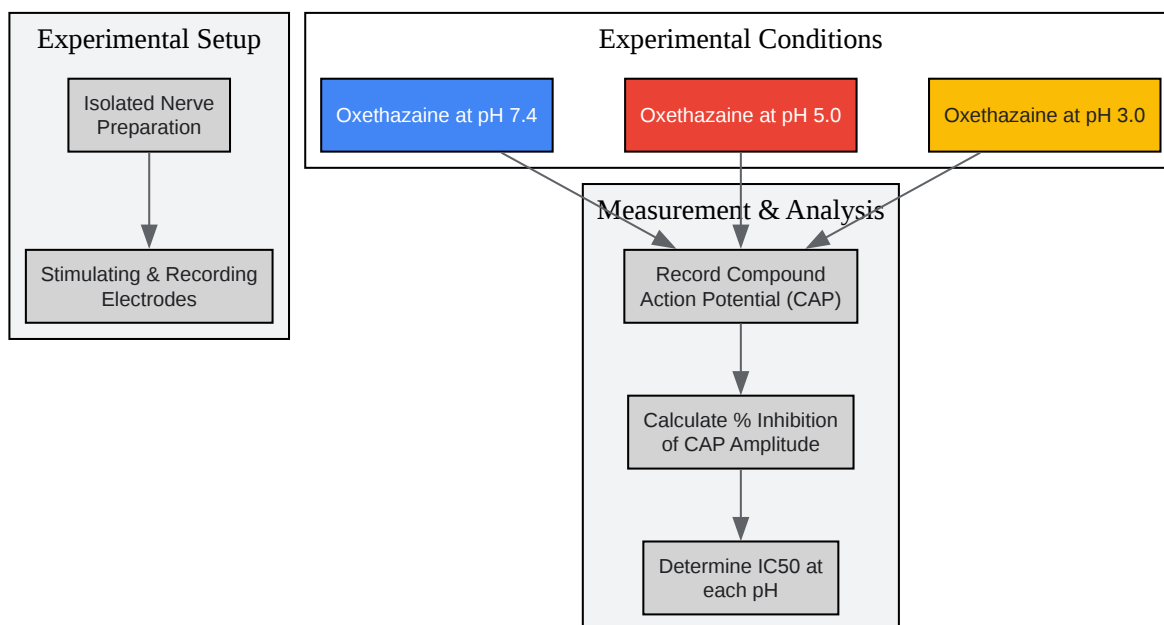 Experimental Setup
Isolated Nerve
Preparation
Stimulating & Recording
Electrodes
Experimental Conditions
Oxethazaine at pH 7.4
Oxethazaine at pH 5.0
Oxethazaine at pH 3.0
Measurement & Analysis
Record Compound
Action Potential (CAP)
Calculate % Inhibition
of CAP Amplitude
Determine IC50 at
each pH